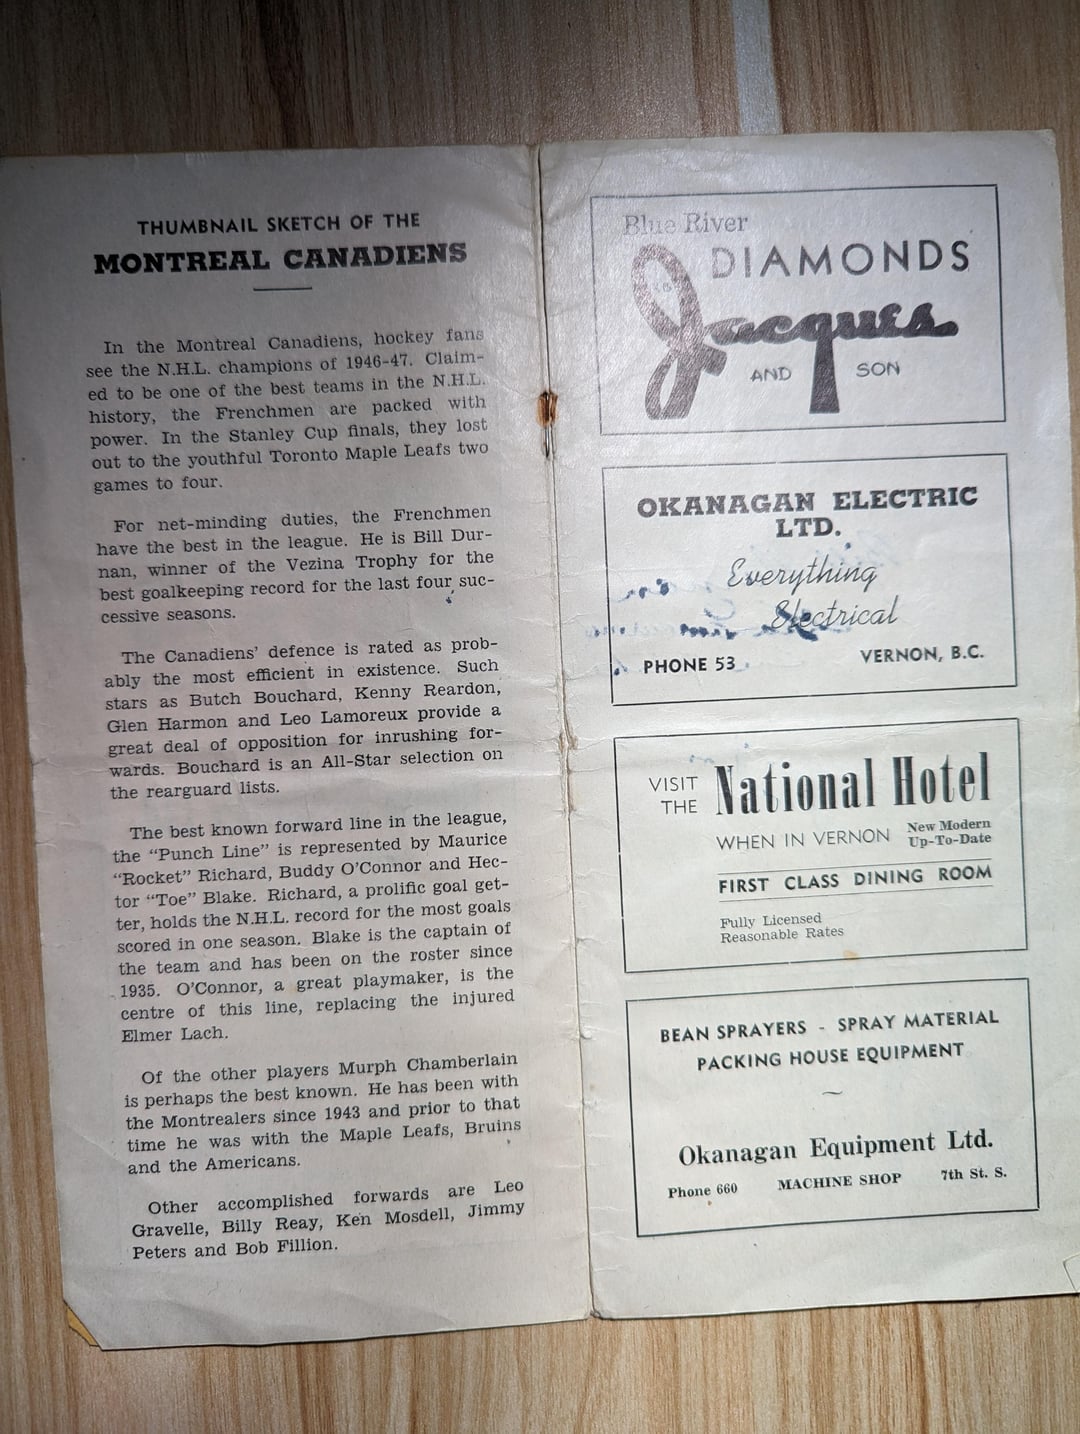 THUMBNAIL SKETCH OF THE
MONTREAL CANADIENS
In the Montreal Canadiens, hockey fans
see the N.H.L. champions of 1946-47. Claim-
ed to be one of the best teams in the N.H.L.
history, the Frenchmen are packed with
power. In the Stanley Cup finals, they lost
out to the youthful Toronto Maple Leafs two
games to four.
For net-minding duties, the Frenchmen
have the best in the league. He is Bill Dur-
nan, winner of the Vezina Trophy for the
best goalkeeping record for the last four suc-
cessive seasons.
The Canadiens' defence is rated as prob-
ably the most efficient in existence. Such
stars as Butch Bouchard, Kenny Reardon,
Glen Harmon and Leo Lamoreux provide a
great deal of opposition for inrushing for-
wards. Bouchard is an All-Star selection on
the rearguard lists.
The best known forward line in the league,
the "Punch Line" is represented by Maurice
"Rocket" Richard, Buddy O'Connor and Hec-
tor "Toe" Blake. Richard, a prolific goal get-
ter, holds the N.H.L. record for the most goals
scored in one season. Blake is the captain of
the team and has been on the roster since
1935. O'Connor, a great playmaker, is the
centre of this line, replacing the injured
Elmer Lach.
Of the other players Murph Chamberlain
is perhaps the best known. He has been with
the Montrealers since 1943 and prior to that
time he was with the Maple Leafs, Bruins
and the Americans.
Other accomplished forwards are Leo
Gravelle, Billy Reay, Ken Mosdell, Jimmy
Peters and Bob Fillion.
Blue River
DIAMONDS
Jacques
AND SON
OKANAGAN ELECTRIC
LTD.
Everything
Electrical
PHONE 53 VERNON, B.C.
VISIT THE National Hotel
WHEN IN VERNON New Modern Up-To-Date
FIRST CLASS DINING ROOM
Fully Licensed
Reasonable Rates
BEAN SPRAYERS - SPRAY MATERIAL
PACKING HOUSE EQUIPMENT
Okanagan Equipment Ltd.
Phone 660 MACHINE SHOP 7th St. S.